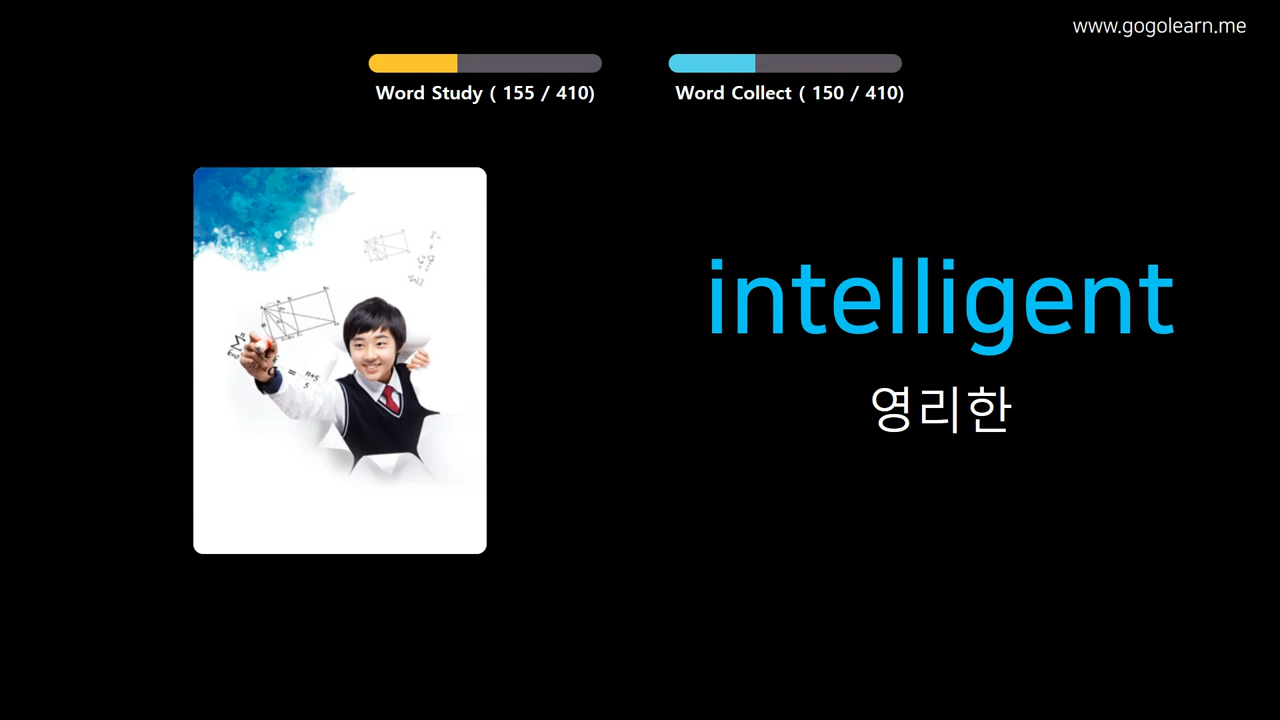 www.gogolearn.me
Word Study ( 155 / 410)
Word Collect ( 150 / 410)
intelligent
영리한